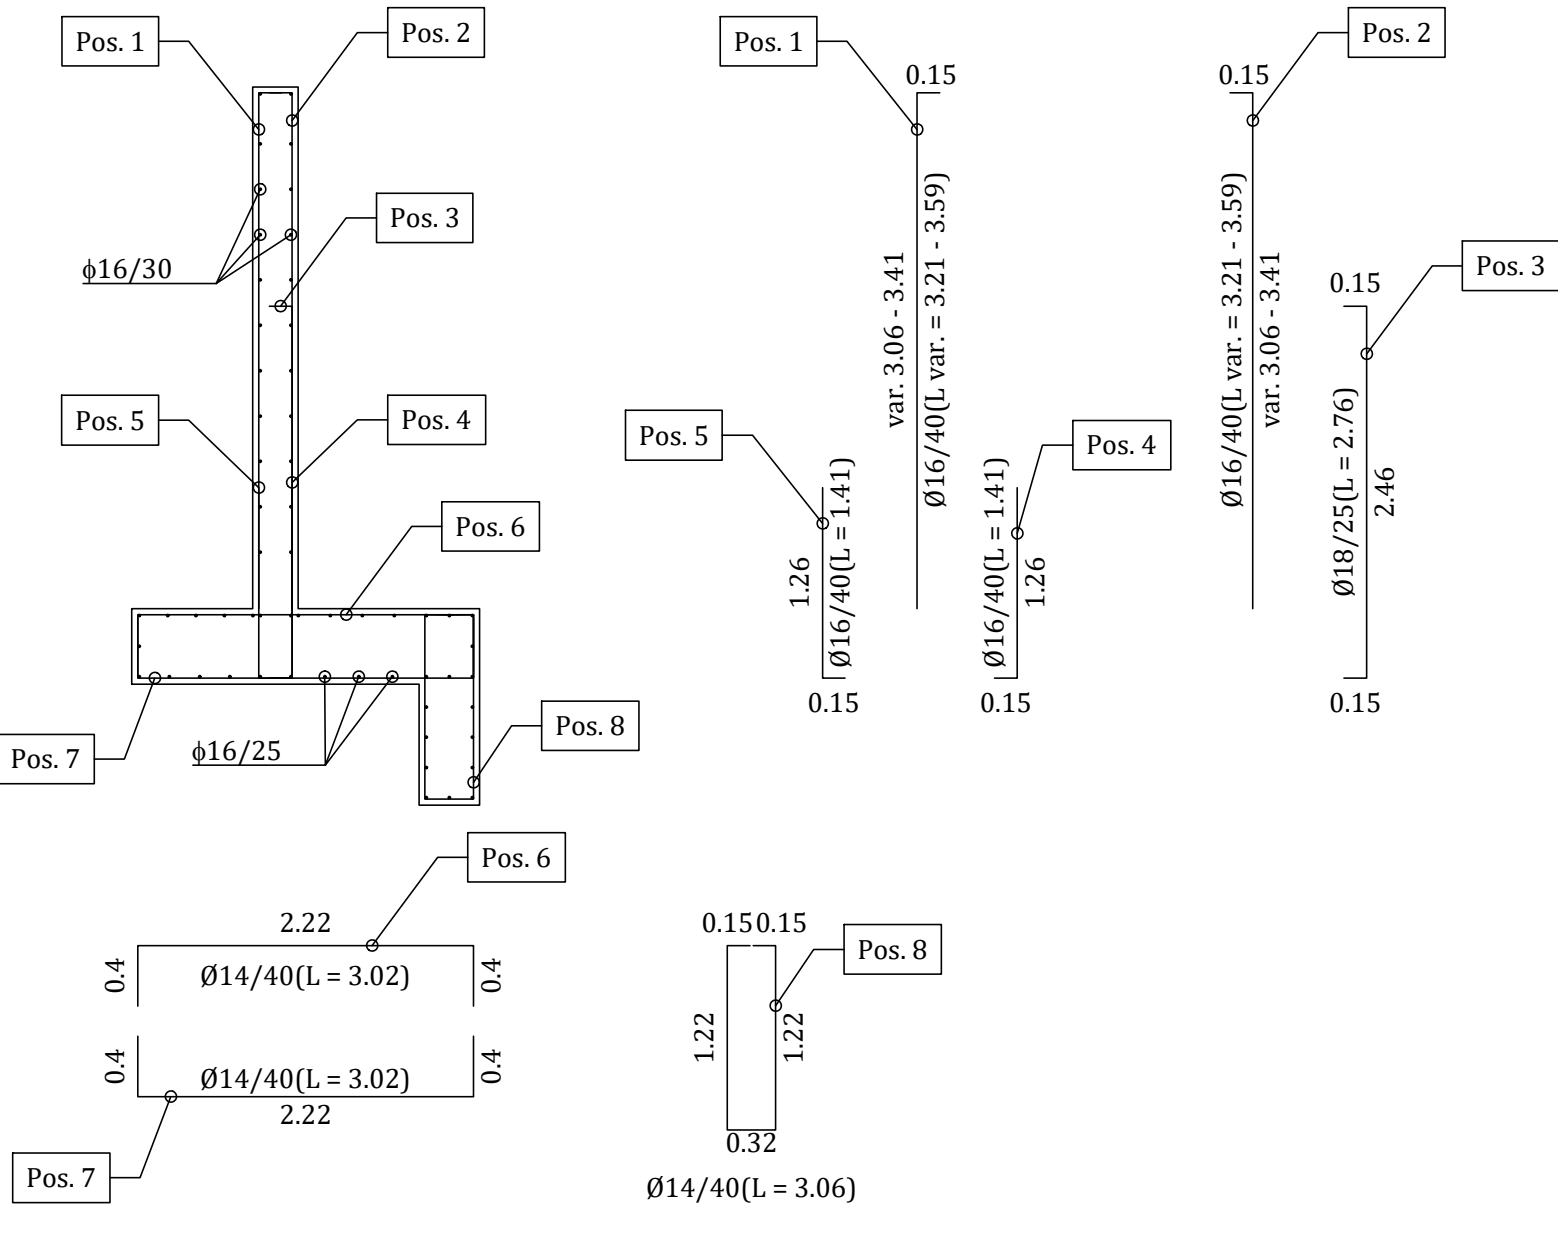 Pos. 1
Pos. 2
Pos. 3
ϕ16/30
Pos. 5
Pos. 4
Pos. 6
Pos. 7
ϕ16/25
Pos. 8
Pos. 1
0.15
var. 3.06 - 3.41
Ø16/40(L var. = 3.21 - 3.59)
Pos. 2
0.15
Ø16/40(L var. = 3.21 - 3.59)
var. 3.06 - 3.41
Pos. 3
0.15
Ø18/25(L = 2.76)
2.46
0.15
Pos. 5
1.26
Ø16/40(L = 1.41)
0.15
Pos. 4
Ø16/40(L = 1.41)
1.26
0.15
Pos. 6
2.22
0.4
Ø14/40(L = 3.02)
0.4
0.4
Ø14/40(L = 3.02)
0.4
2.22
Pos. 7
0.15 0.15
Pos. 8
1.22
1.22
0.32
Ø14/40(L = 3.06)